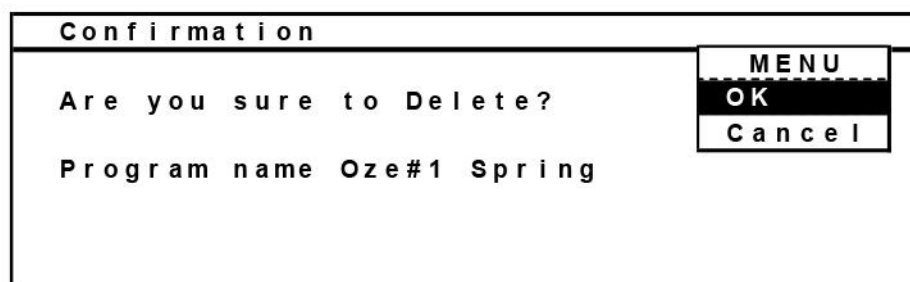 Confirmation
MENU
Are you sure to Delete?
OK
Cancel
Program name Oze#1 Spring